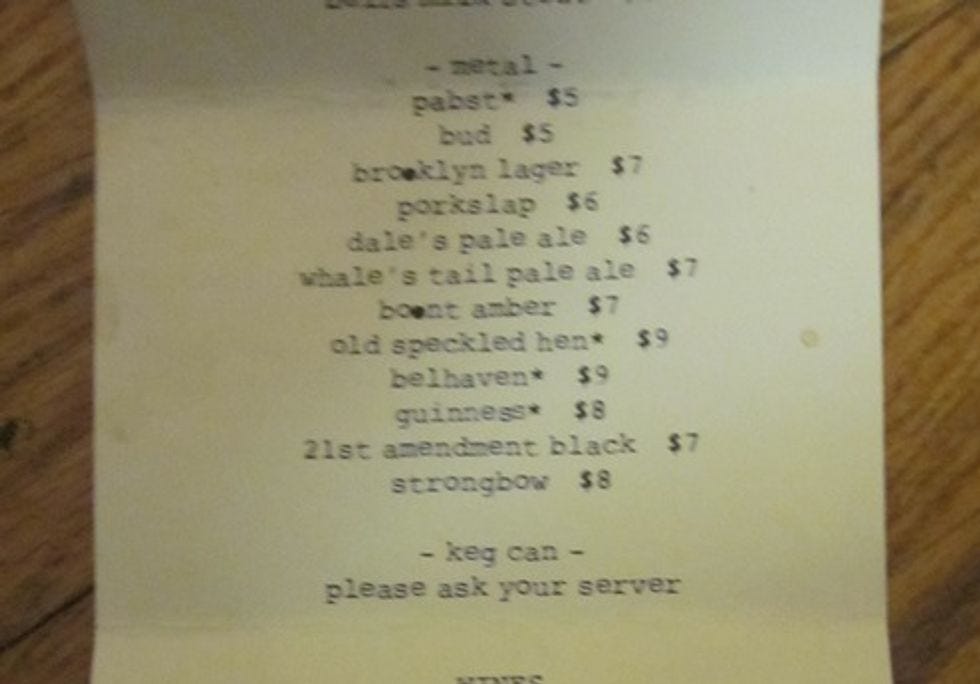 - metal -
pabst* $5
bud $5
brooklyn lager $7
porkslap $6
dale's pale ale $6
whale's tail pale ale $7
boont amber $7
old speckled hen* $9
belhaven* $9
guinness* $8
21st amendment black $7
strongbow $8
- keg can -
please ask your server
WINES